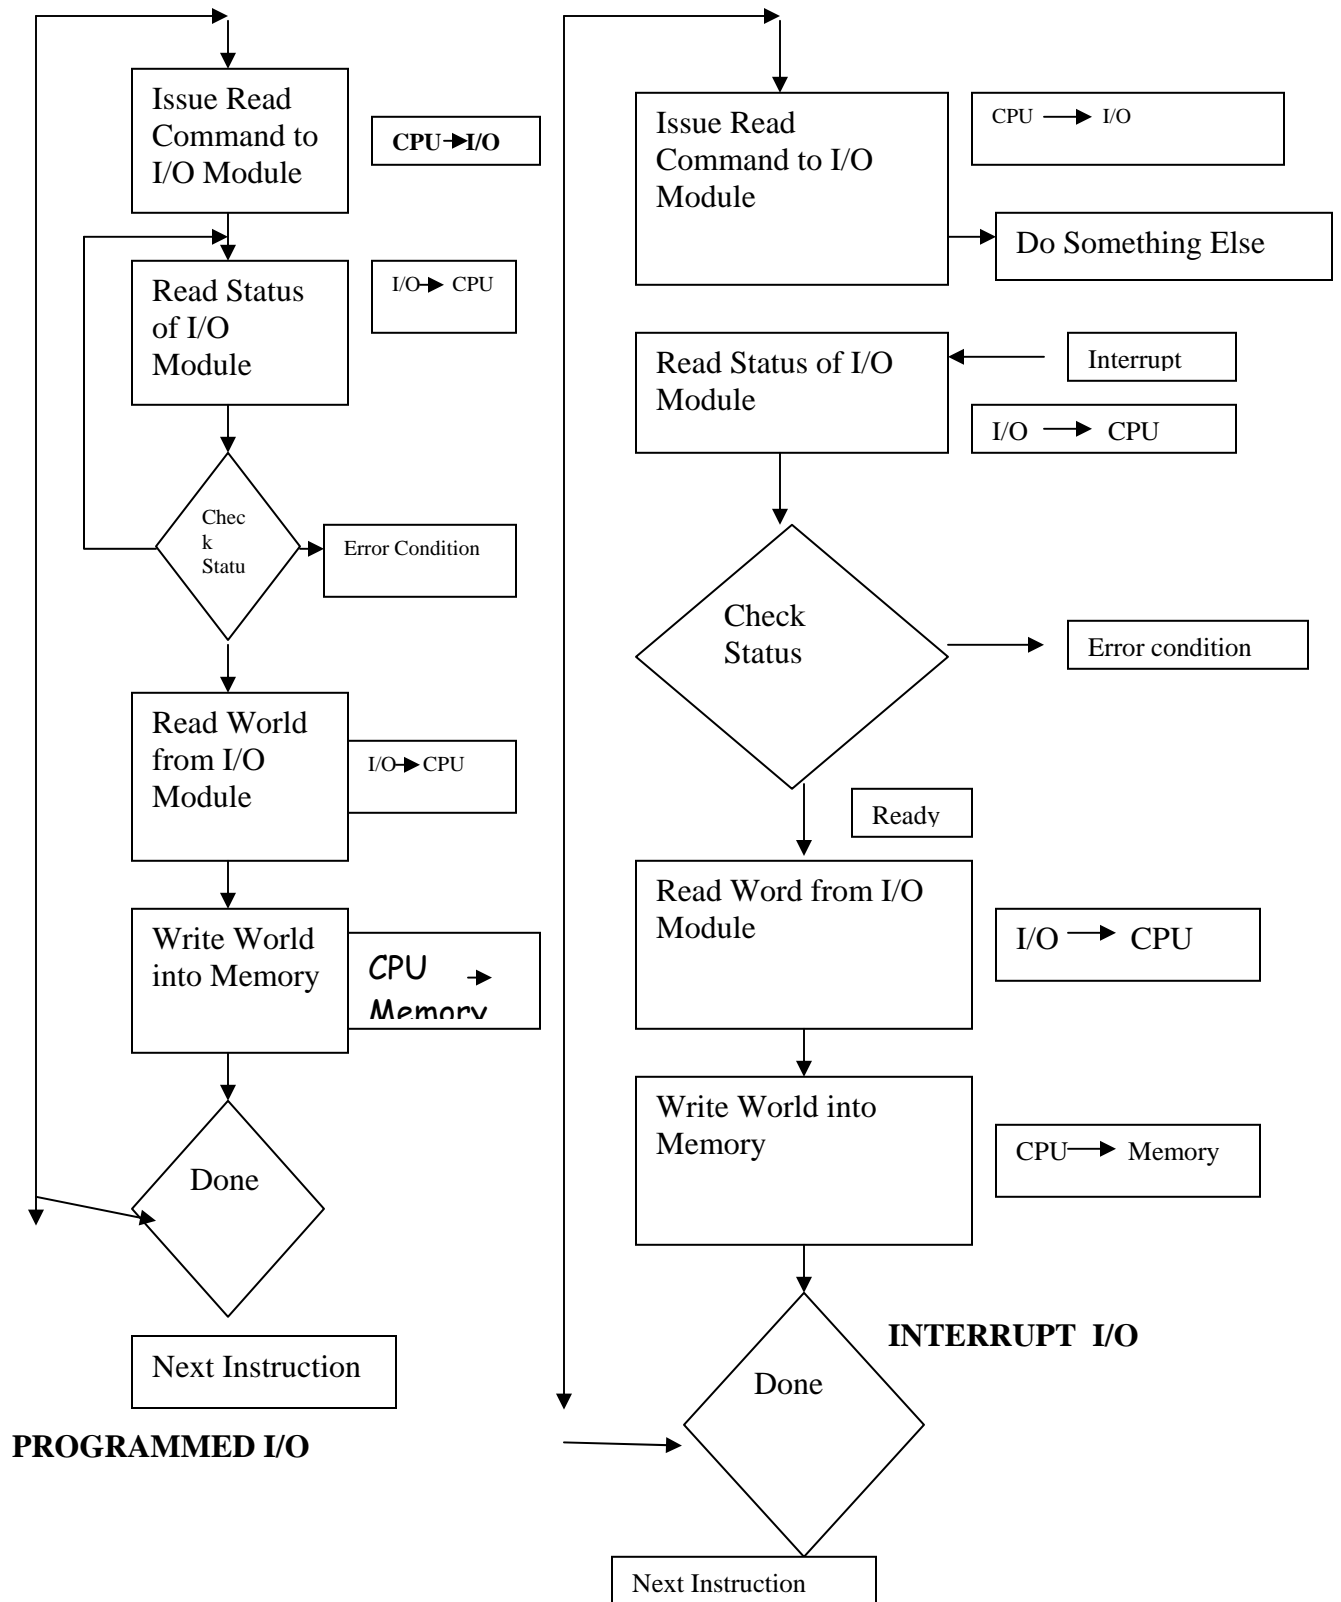 Issue Read
Command to
I/O Module
CPU I/O
Read Status
of I/O
Module
I/O CPU
Chec
k
Statu
Error Condition
Read World
from I/O
Module
I/O CPU
Write World
into Memory
CPU
Memory
Done
Next Instruction
PROGRAMMED I/O
Issue Read
Command to I/O
Module
CPU I/O
Do Something Else
Read Status of I/O
Module
Interrupt
I/O CPU
Check
Status
Error condition
Ready
Read Word from I/O
Module
I/O CPU
Write World into
Memory
CPU Memory
INTERRUPT I/O
Done
Next Instruction